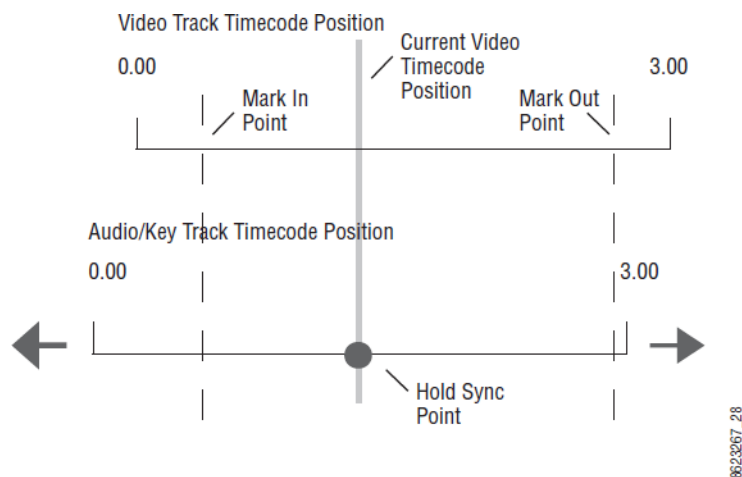 Video Track Timecode Position
0.00
Current Video
Timecode
Position
3.00
Mark In
Point
Mark Out
Point
Audio/Key Track Timecode Position
0.00
3.00
Hold Sync
Point
8623267_28